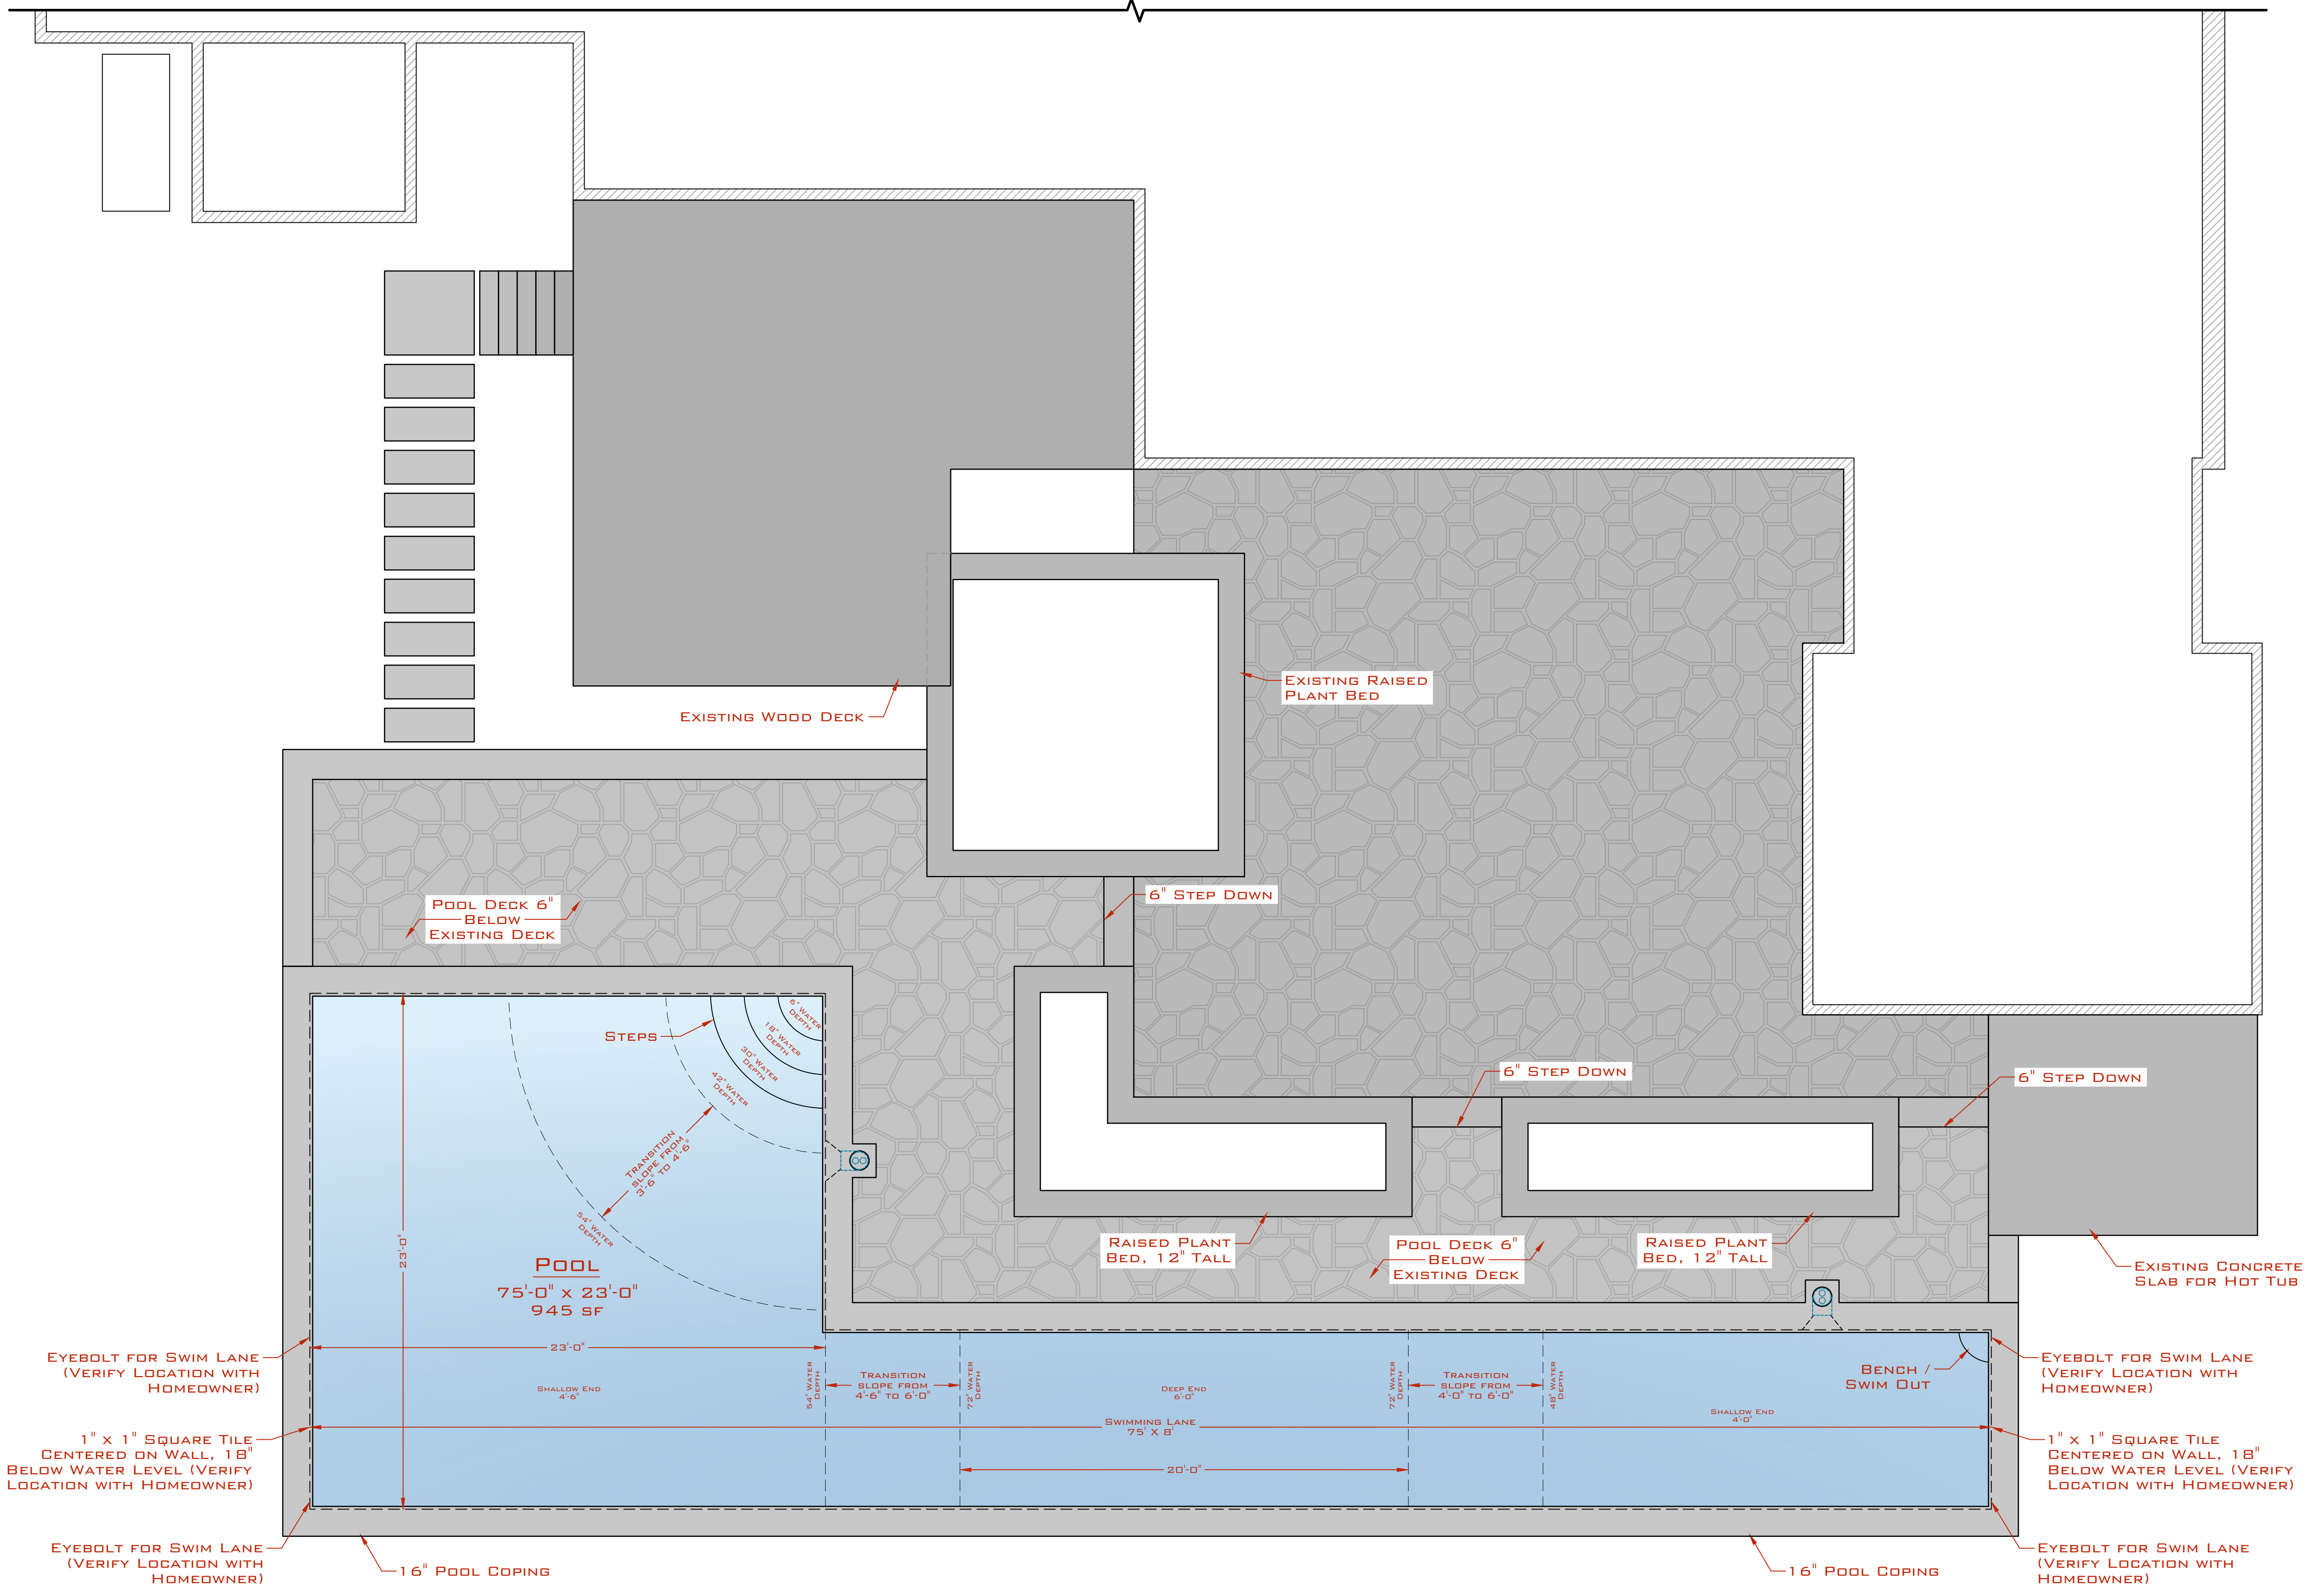 Existing Raised
Plant Bed
Existing Wood Deck
6" Step Down
Pool Deck 6"
Below
Existing Deck
6" Water
Depth
18" Water
Depth
30" Water
Depth
42" Water
Depth
Steps
6" Step Down
6" Step Down
Transition
slope from
3'-6" to 4'-6"
54" Water
Depth
23'-0"
Pool
75'-0" x 23'-0"
945 sf
Raised Plant
Bed, 12" Tall
Pool Deck 6"
Below
Existing Deck
Raised Plant
Bed, 12" Tall
Existing Concrete
Slab for Hot Tub
23'-0"
Eyebolt for Swim Lane
(Verify Location with
Homeowner)
Shallow End
4'-6"
54" Water
Depth
Transition
slope from
4'-6" to 6'-0"
72" Water
Depth
Deep End
6'-0"
72" Water
Depth
Transition
slope from
4'-0" to 6'-0"
48" Water
Depth
Bench /
Swim Out
Eyebolt for Swim Lane
(Verify Location with
Homeowner)
Shallow End
4'-0"
Swimming Lane
75' x 8'
1" x 1" Square Tile
Centered on Wall, 18"
Below Water Level (Verify
Location with Homeowner)
20'-0"
1" x 1" Square Tile
Centered on Wall, 18"
Below Water Level (Verify
Location with Homeowner)
Eyebolt for Swim Lane
(Verify Location with
Homeowner)
16" Pool Coping
16" Pool Coping
Eyebolt for Swim Lane
(Verify Location with
Homeowner)